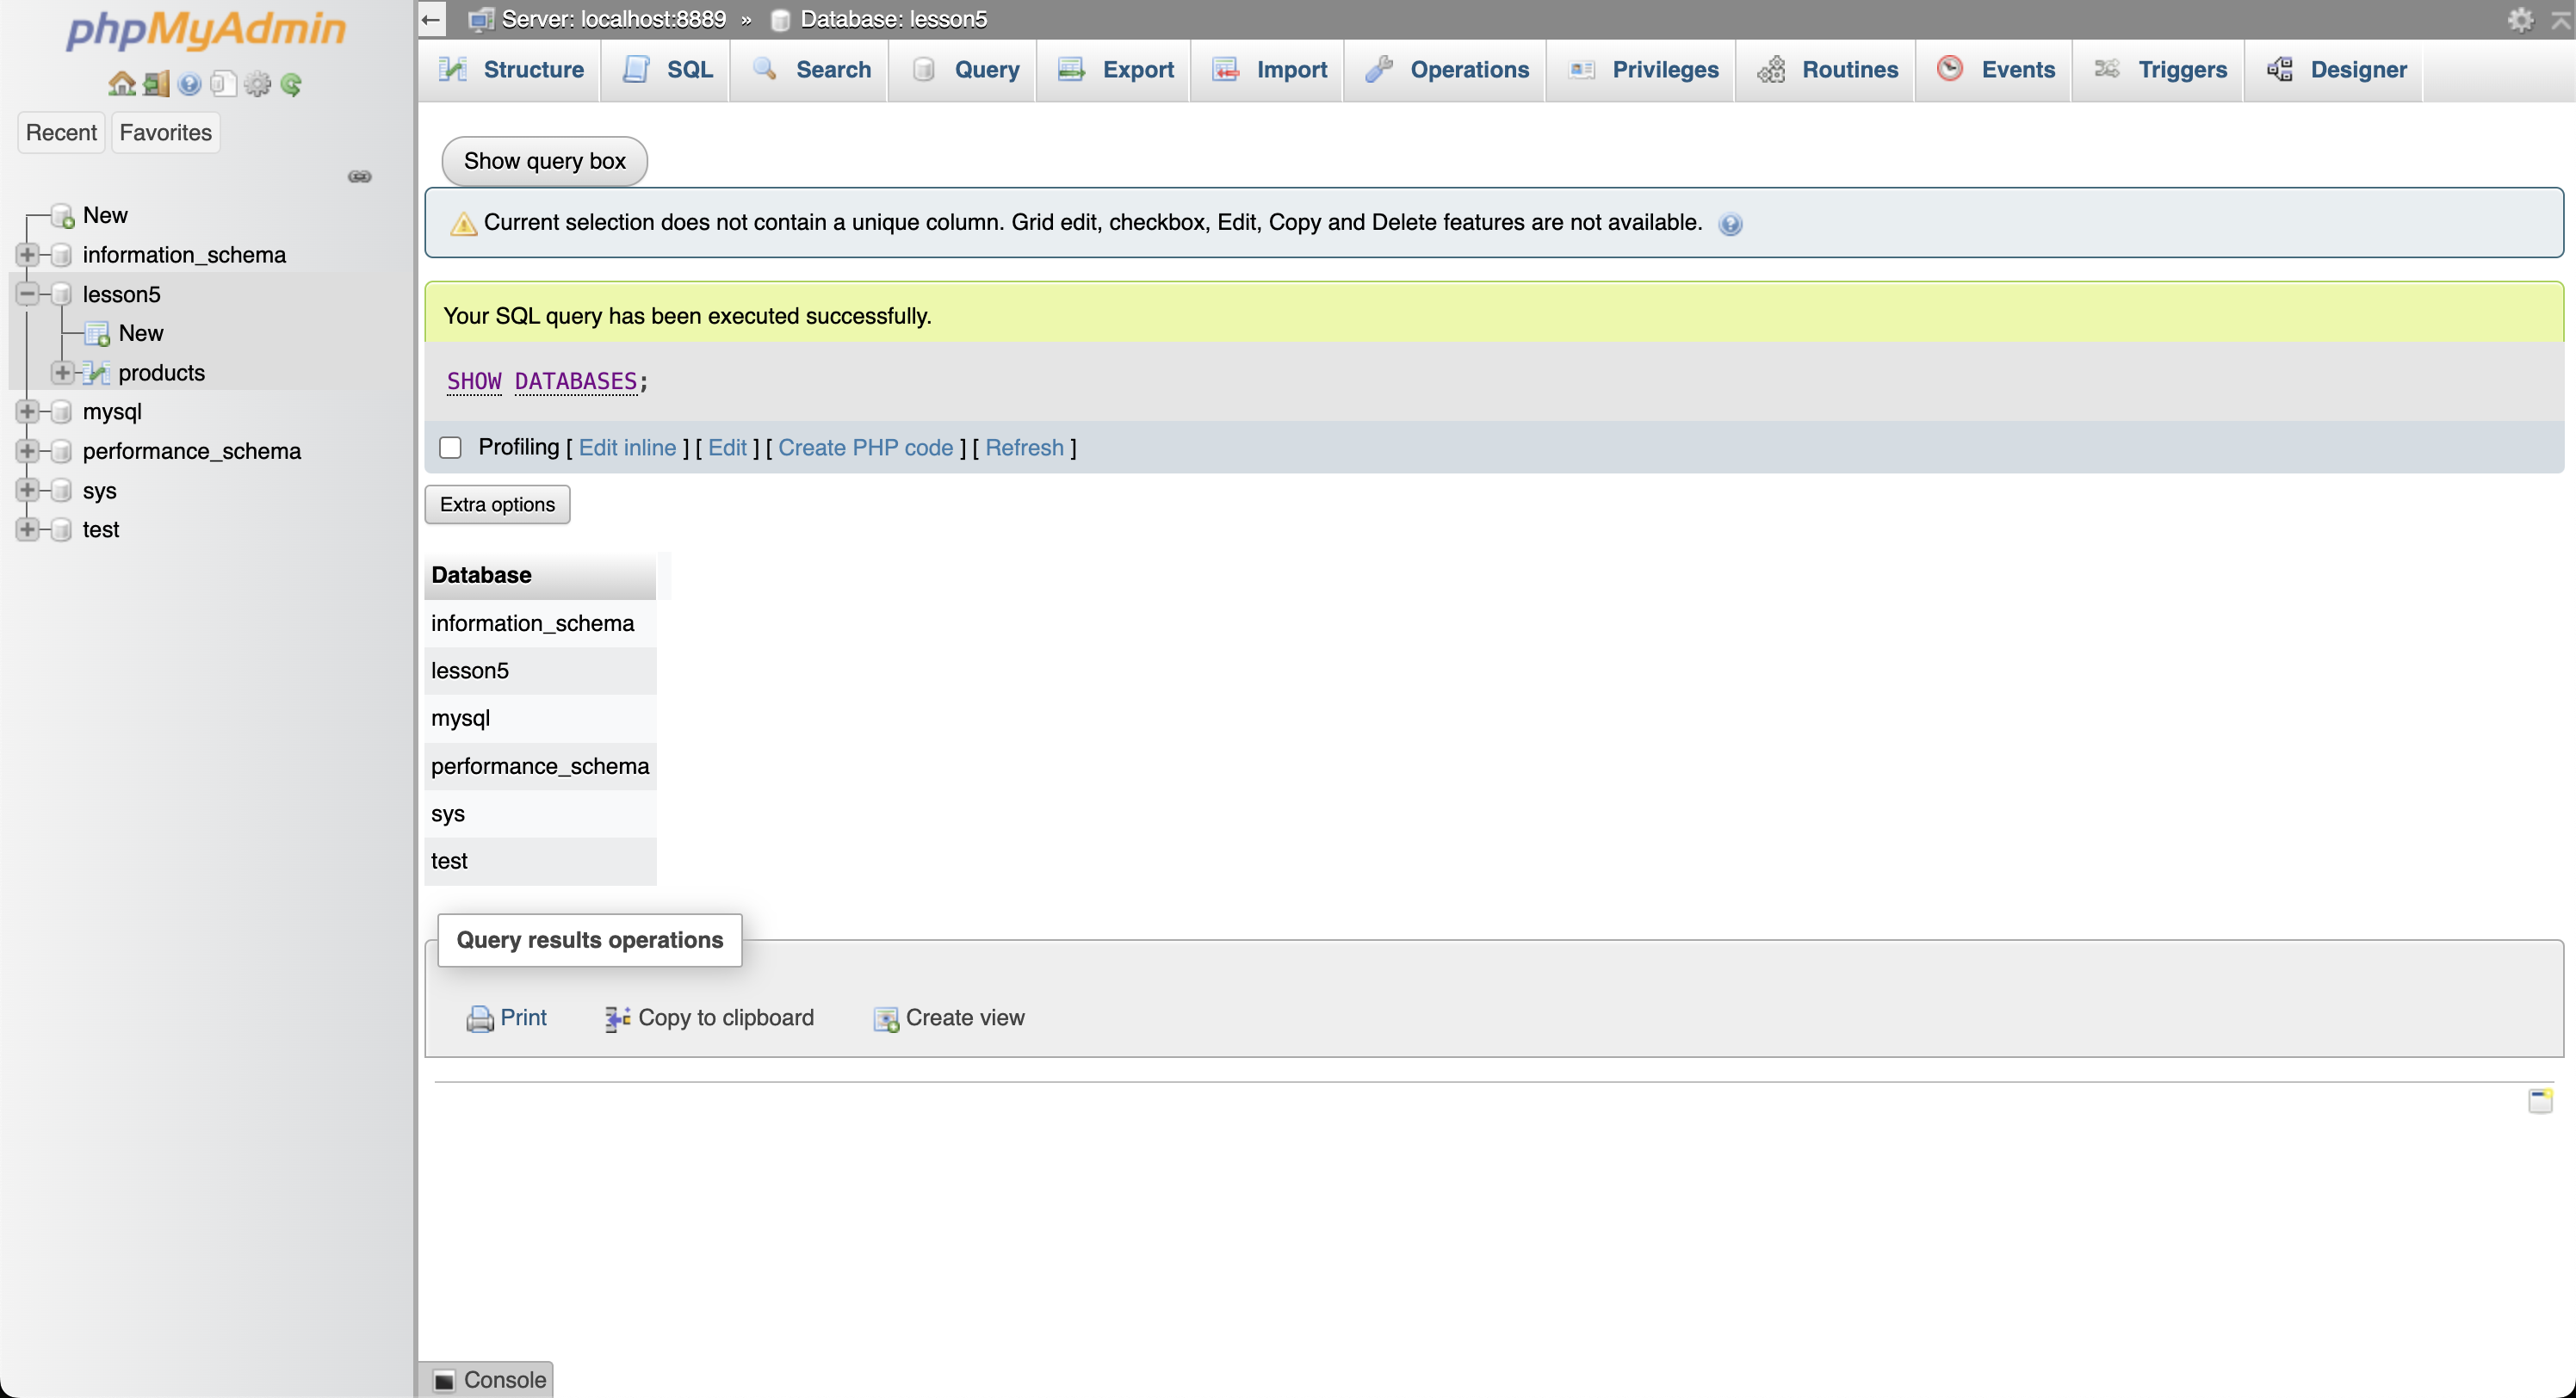 phpMyAdmin
Recent Favorites
New
information_schema
lesson5
New
products
mysql
performance_schema
sys
test
Server: localhost:8889 » Database: lesson5
Structure SQL Search Query Export Import Operations Privileges Routines Events Triggers Designer
Show query box
Current selection does not contain a unique column. Grid edit, checkbox, Edit, Copy and Delete features are not available.
Your SQL query has been executed successfully.
SHOW DATABASES;
Profiling [ Edit inline ] [ Edit ] [ Create PHP code ] [ Refresh ]
Extra options
Database
information_schema
lesson5
mysql
performance_schema
sys
test
Query results operations
Print Copy to clipboard Create view
Console